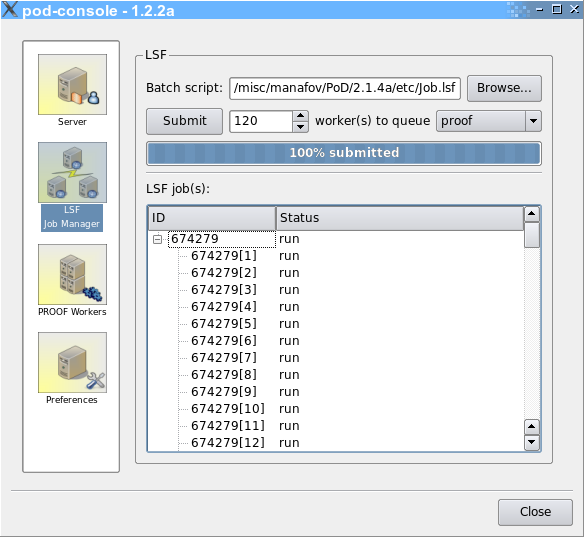 pod-console - 1.2.2a
Server
LSF
Job Manager
PROOF Workers
Preferences
LSF
Batch script: /misc/manafov/PoD/2.1.4a/etc/Job.lsf Browse...
Submit 120 worker(s) to queue proof
100% submitted
LSF job(s):
ID Status
674279 run
674279[1] run
674279[2] run
674279[3] run
674279[4] run
674279[5] run
674279[6] run
674279[7] run
674279[8] run
674279[9] run
674279[10] run
674279[11] run
674279[12] run
Close